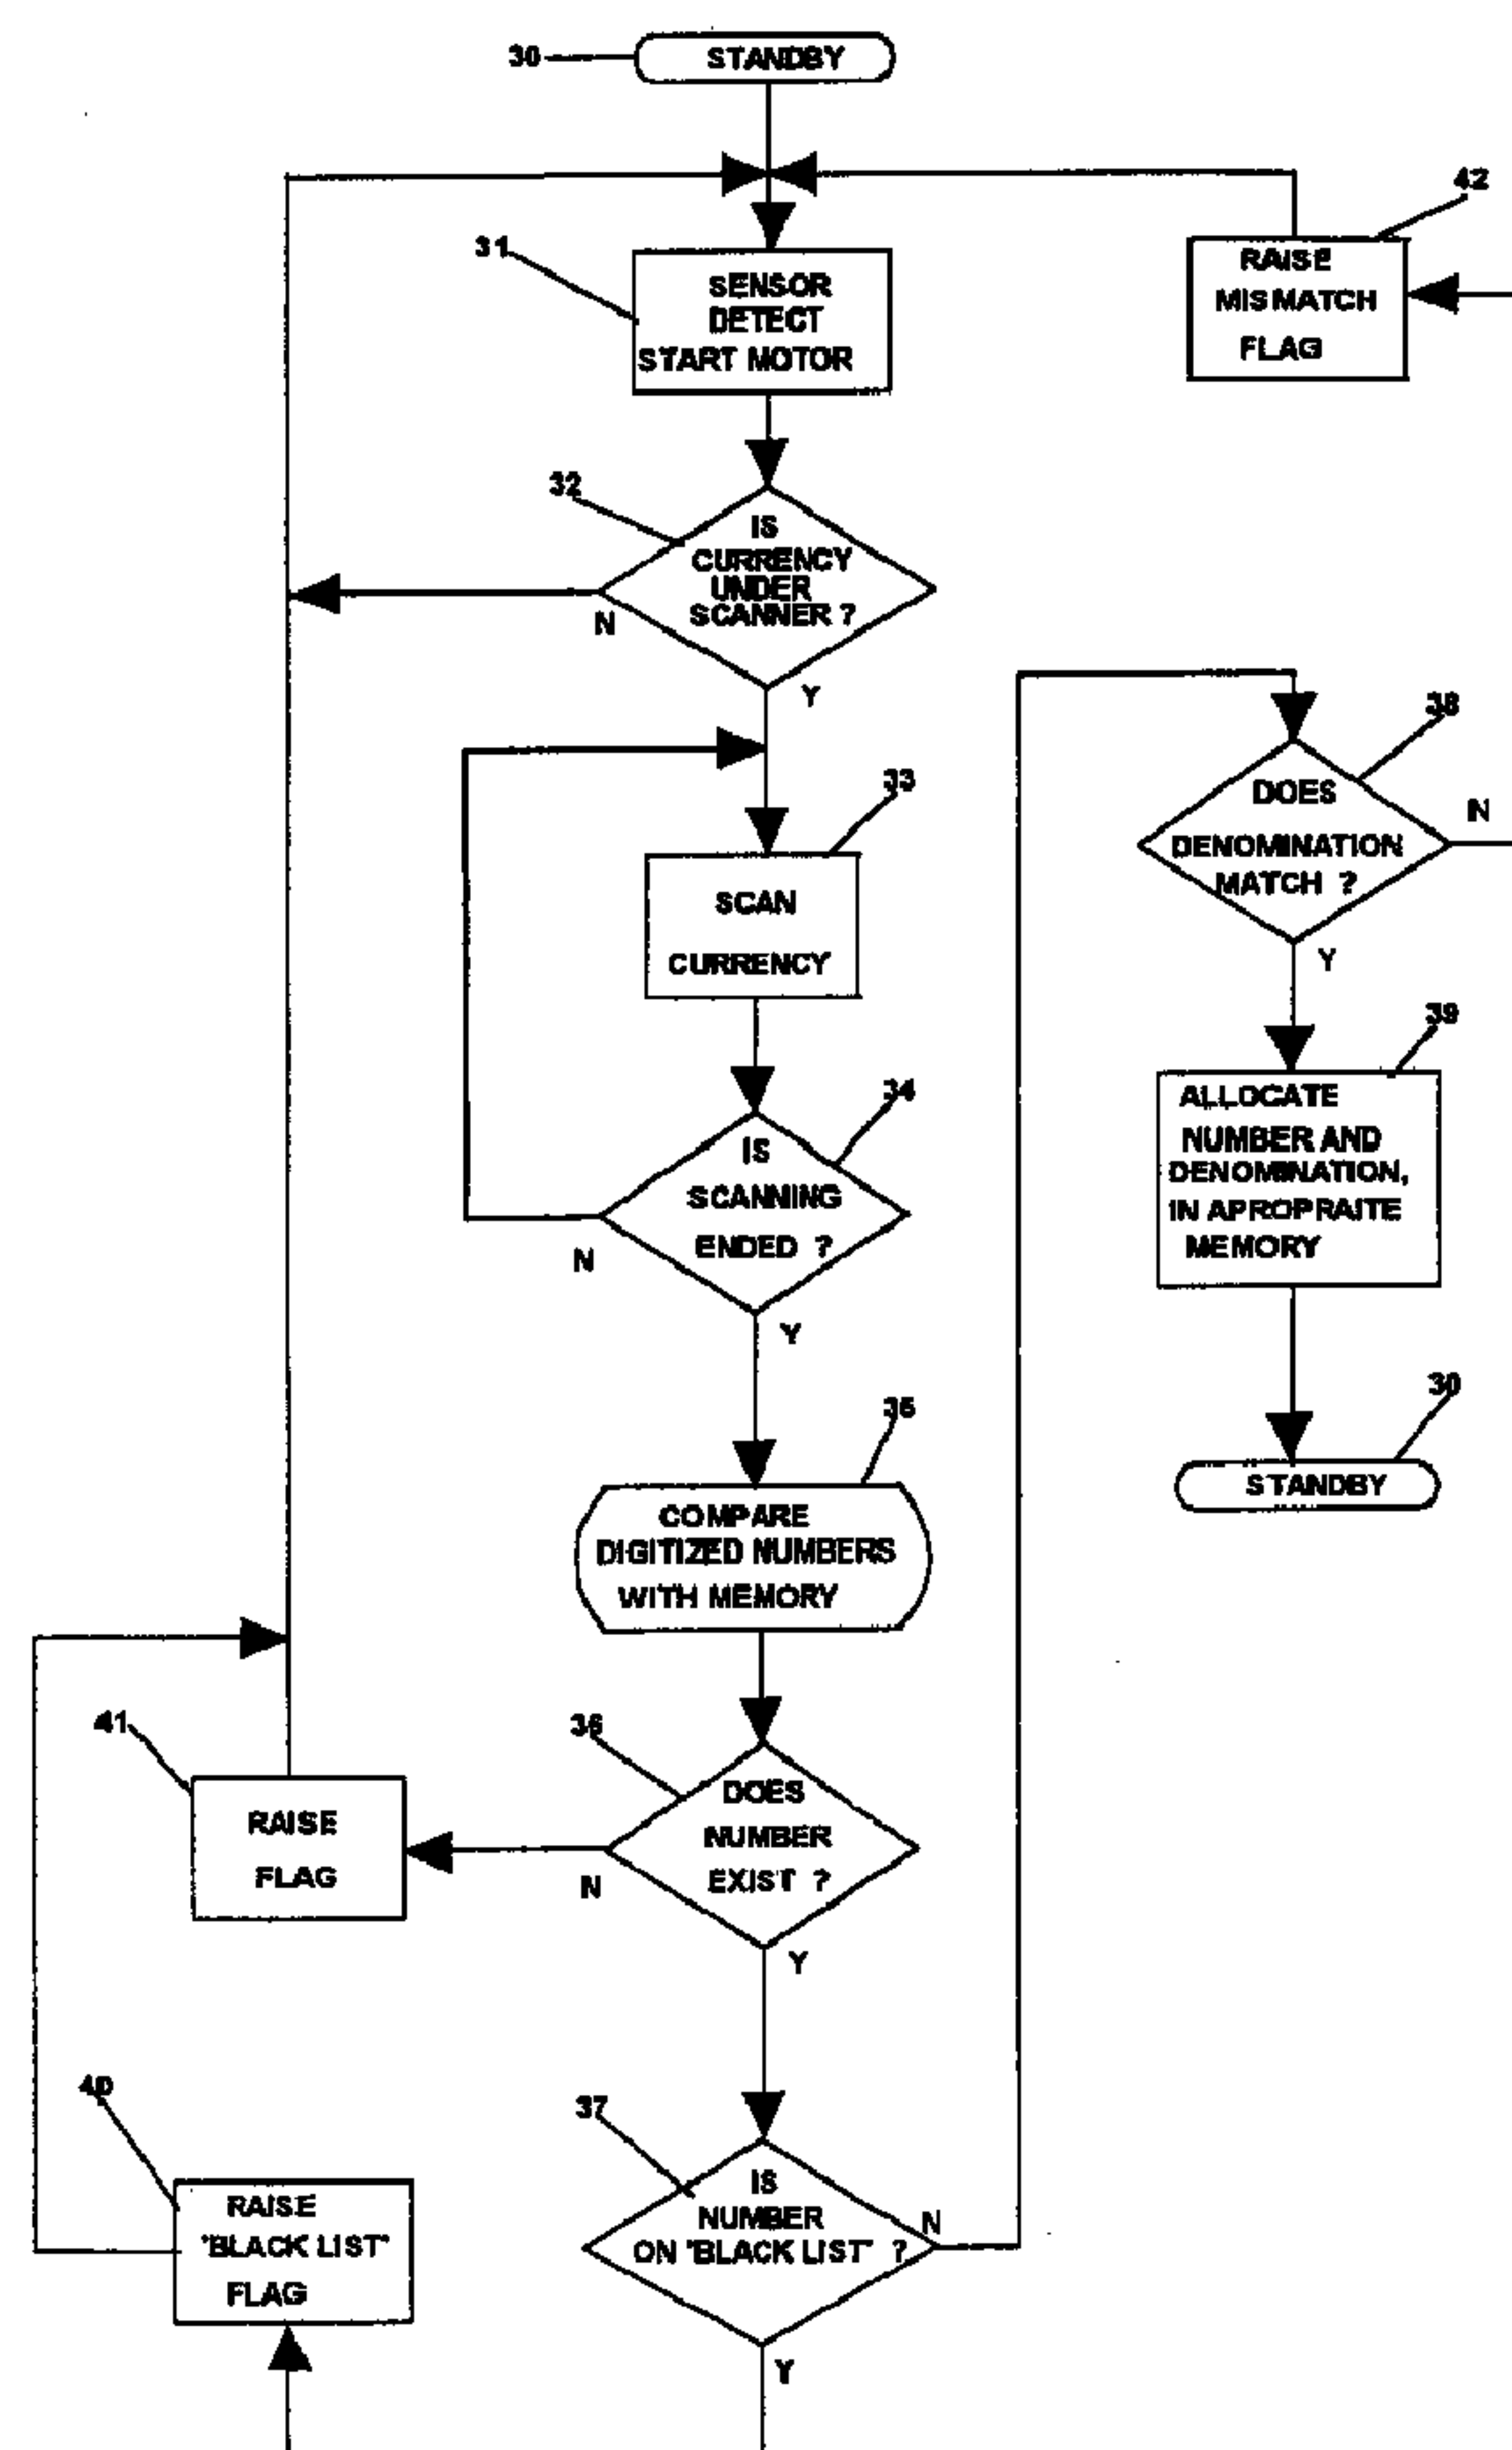 30
STANDBY
42
31
SENSOR
DETECT
START MOTOR
RAISE
MISMATCH
FLAG
32
IS
CURRENCY
UNDER
SCANNER ?
N
Y
38
DOES
DENOMINATION
MATCH ?
N
Y
33
SCAN
CURRENCY
39
ALLOCATE
NUMBER AND
DENOMINATION,
IN APROPRAITE
MEMORY
34
IS
SCANNING
ENDED ?
N
Y
30
STANDBY
35
COMPARE
DIGITIZED NUMBERS
WITH MEMORY
41
RAISE
FLAG
36
DOES
NUMBER
EXIST ?
N
Y
40
RAISE
'BLACK LIST'
FLAG
37
IS
NUMBER
ON 'BLACK LIST' ?
N
Y